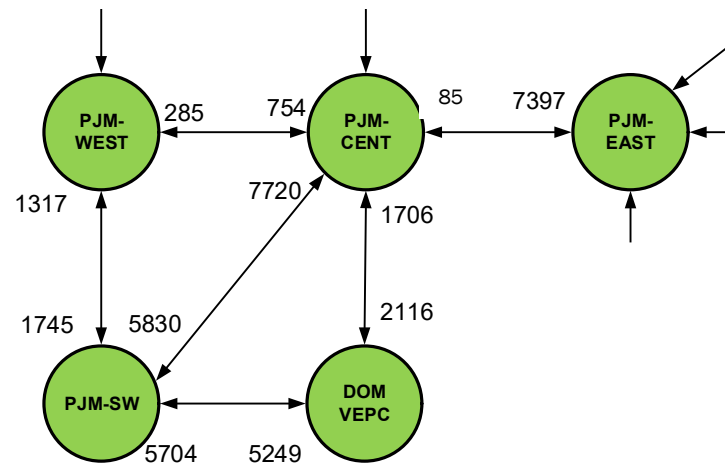 285
754
85
7397
PJM-
WEST
PJM-
CENT
PJM-
EAST
1317
7720
1706
1745
5830
2116
PJM-SW
DOM
VEPC
5704
5249